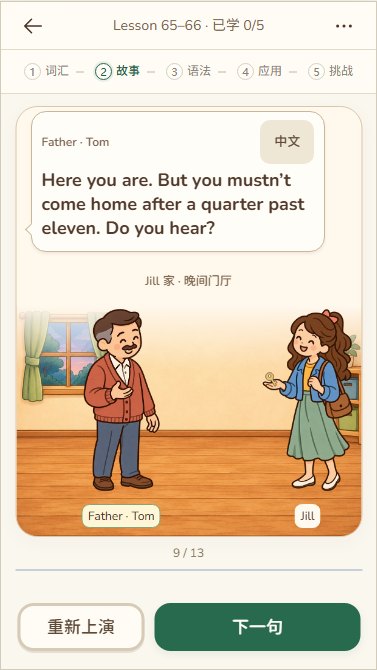 Lesson 65–66 · 已学 0/5
1 词汇 — 2 故事 — 3 语法 — 4 应用 — 5 挑战
Father · Tom
中文
Here you are. But you mustn’t
come home after a quarter past
eleven. Do you hear?
Jill 家 · 晚间门厅
Father · Tom
Jill
9 / 13
重新上演
下一句